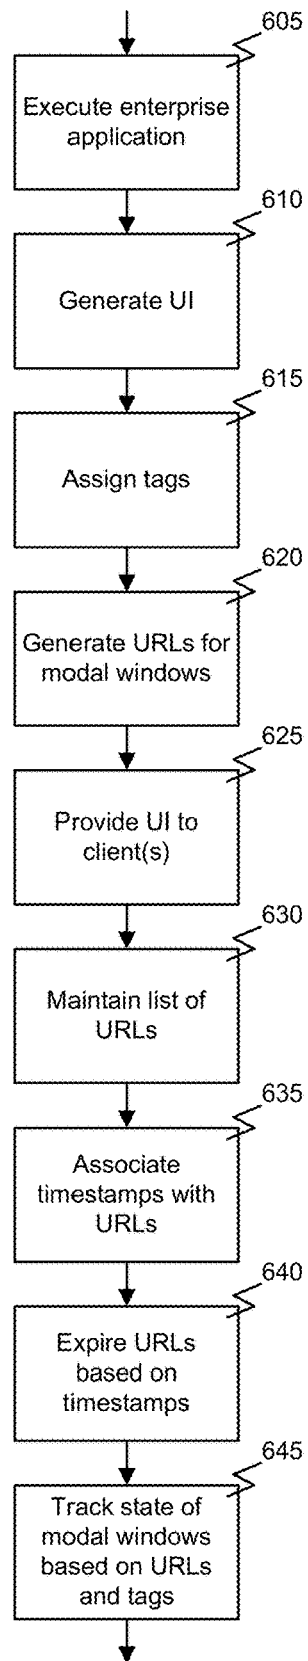 605
Execute enterprise
application
610
Generate UI
615
Assign tags
620
Generate URLs for
modal windows
625
Provide UI to
client(s)
630
Maintain list of
URLs
635
Associate
timestamps with
URLs
640
Expire URLs
based on
timestamps
645
Track state of
modal windows
based on URLs
and tags